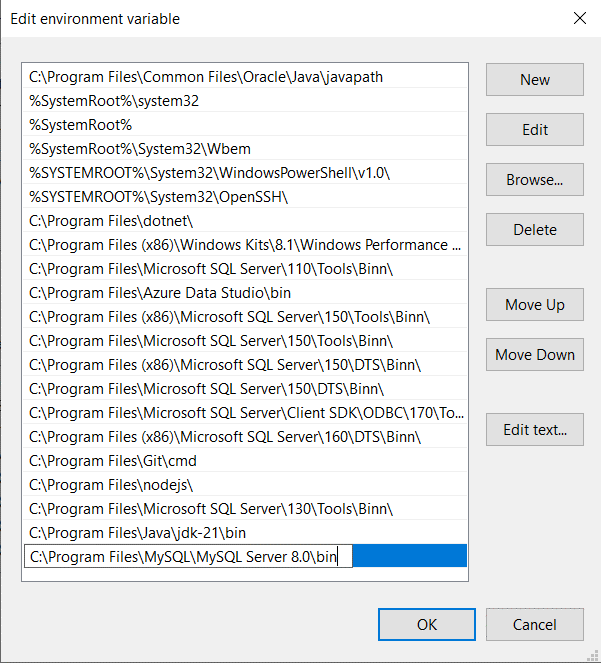 Edit environment variable
C:\Program Files\Common Files\Oracle\Java\javapath
%SystemRoot%\system32
%SystemRoot%
%SystemRoot%\System32\Wbem
%SYSTEMROOT%\System32\WindowsPowerShell\v1.0\
%SYSTEMROOT%\System32\OpenSSH\
C:\Program Files\dotnet\
C:\Program Files (x86)\Windows Kits\8.1\Windows Performance ...
C:\Program Files\Microsoft SQL Server\110\Tools\Binn\
C:\Program Files\Azure Data Studio\bin
C:\Program Files (x86)\Microsoft SQL Server\150\Tools\Binn\
C:\Program Files\Microsoft SQL Server\150\Tools\Binn\
C:\Program Files (x86)\Microsoft SQL Server\150\DTS\Binn\
C:\Program Files\Microsoft SQL Server\150\DTS\Binn\
C:\Program Files\Microsoft SQL Server\Client SDK\ODBC\170\To...
C:\Program Files (x86)\Microsoft SQL Server\160\DTS\Binn\
C:\Program Files\Git\cmd
C:\Program Files\nodejs\
C:\Program Files\Microsoft SQL Server\130\Tools\Binn\
C:\Program Files\Java\jdk-21\bin
C:\Program Files\MySQL\MySQL Server 8.0\bin
New
Edit
Browse...
Delete
Move Up
Move Down
Edit text...
OK
Cancel